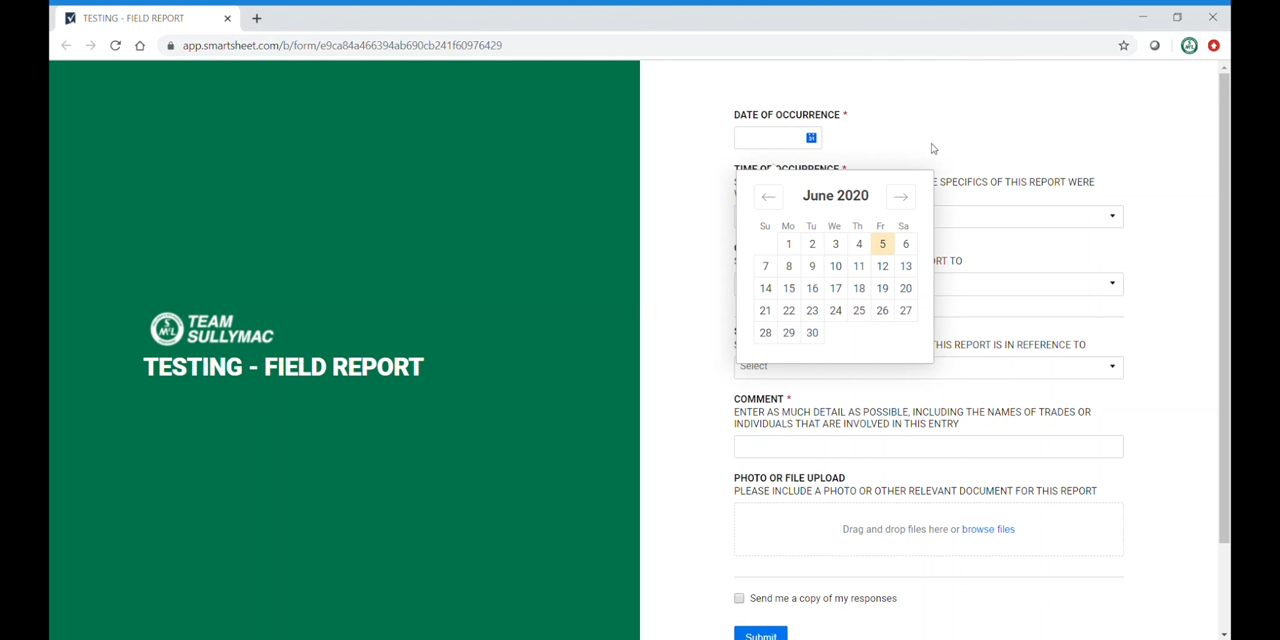 TESTING - FIELD REPORT
app.smartsheet.com/b/form/e9ca84a466394ab690cb241f60976429
TEAM
SULLYMAC
TESTING - FIELD REPORT
DATE OF OCCURRENCE *
TIME OF OCCURRENCE *
E SPECIFICS OF THIS REPORT WERE
June 2020
Su Mo Tu We Th Fr Sa
1 2 3 4 5 6
7 8 9 10 11 12 13
14 15 16 17 18 19 20
21 22 23 24 25 26 27
28 29 30
ORT TO
THIS REPORT IS IN REFERENCE TO
Select
COMMENT *
ENTER AS MUCH DETAIL AS POSSIBLE, INCLUDING THE NAMES OF TRADES OR
INDIVIDUALS THAT ARE INVOLVED IN THIS ENTRY
PHOTO OR FILE UPLOAD
PLEASE INCLUDE A PHOTO OR OTHER RELEVANT DOCUMENT FOR THIS REPORT
Drag and drop files here or browse files
Send me a copy of my responses
Submit